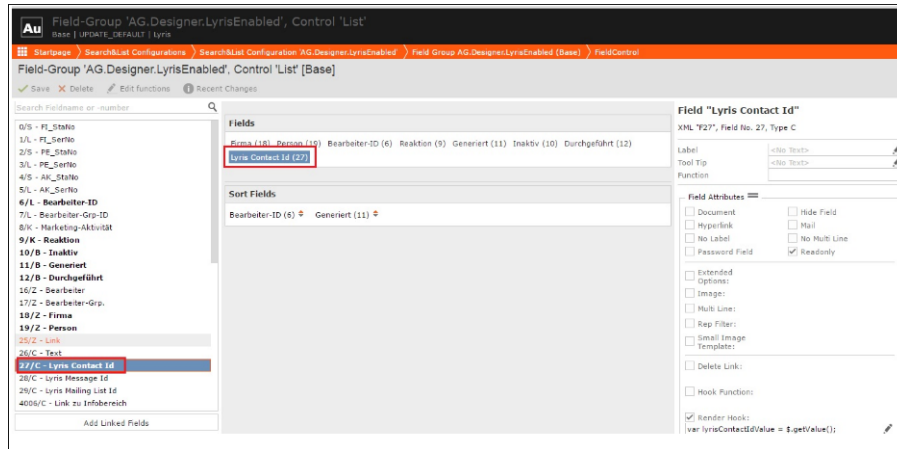 Au
Field-Group 'AG.Designer.LyrisEnabled', Control 'List'
Base | UPDATE_DEFAULT | Lyris
Startpage
Search&List Configurations
Search&List Configuration 'AG.Designer.LyrisEnabled'
Field Group AG.Designer.LyrisEnabled (Base)
FieldControl
Field-Group 'AG.Designer.LyrisEnabled', Control 'List' [Base]
Save Delete Edit functions Recent Changes
Search Fieldname or -number
0/S - FI_StaNo
1/L - FI_SerNo
2/S - PE_StaNo
3/L - PE_SerNo
4/S - AK_StaNo
5/L - AK_SerNo
6/L - Bearbeiter-ID
7/L - Bearbeiter-Grp-ID
8/K - Marketing-Aktivität
9/K - Reaktion
10/B - Inaktiv
11/B - Generiert
12/B - Durchgeführt
16/Z - Bearbeiter
17/Z - Bearbeiter-Grp.
18/Z - Firma
19/Z - Person
25/Z - Link
26/C - Text
27/C - Lyris Contact Id
28/C - Lyris Message Id
29/C - Lyris Mailing List Id
4006/C - Link zu Infobereich
Add Linked Fields
Fields
Firma (18) Person (19) Bearbeiter-ID (6) Reaktion (9) Generiert (11) Inaktiv (10) Durchgeführt (12)
Lyris Contact Id (27)
Sort Fields
Bearbeiter-ID (6) Generiert (11)
Field "Lyris Contact Id"
XML "F27", Field No. 27, Type C
Label <No Text>
Tool Tip <No Text>
Function
Field Attributes
Document Hide Field
Hyperlink Mail
No Label No Multi Line
Password Field Readonly
Extended
Options:
Image:
Multi Line:
Rep Filter:
Small Image
Template:
Delete Link:
Hook Function:
Render Hook:
var lyrisContactIdValue = $.getValue();